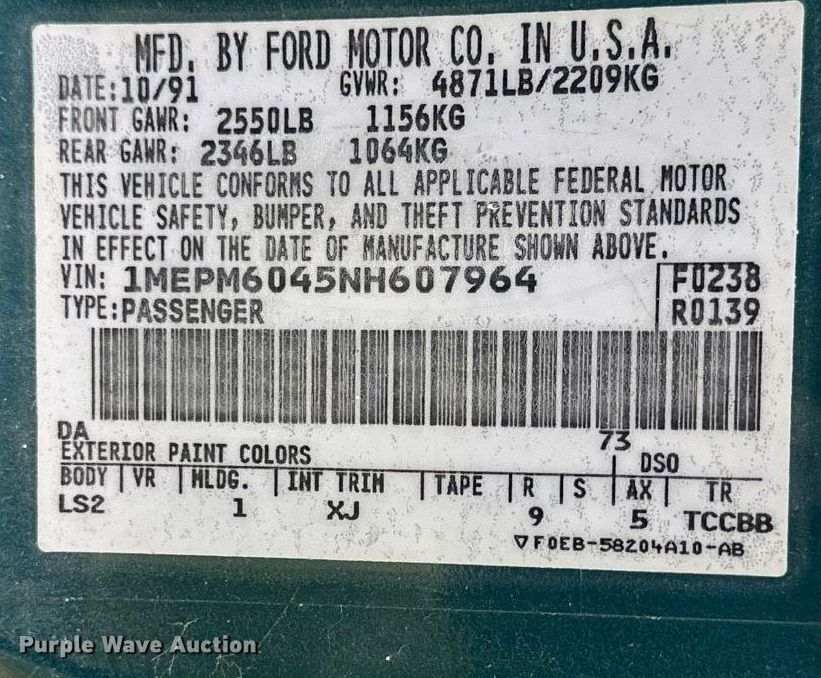 MFD. BY FORD MOTOR CO. IN U.S.A.
DATE: 10/91 GVWR: 4871LB/2209KG
FRONT GAWR: 2550LB 1156KG
REAR GAWR: 2346LB 1064KG
THIS VEHICLE CONFORMS TO ALL APPLICABLE FEDERAL MOTOR
VEHICLE SAFETY, BUMPER, AND THEFT PREVENTION STANDARDS
IN EFFECT ON THE DATE OF MANUFACTURE SHOWN ABOVE.
VIN: 1MEPM6045NH607964 F0238
TYPE: PASSENGER R0139
DA 73
EXTERIOR PAINT COLORS DSO
BODY VR MLDG. INT TRIM TAPE R S AX TR
LS2 1 XJ 9 5 TCCBB
▽F0EB-58204A10-AB
Purple Wave Auction